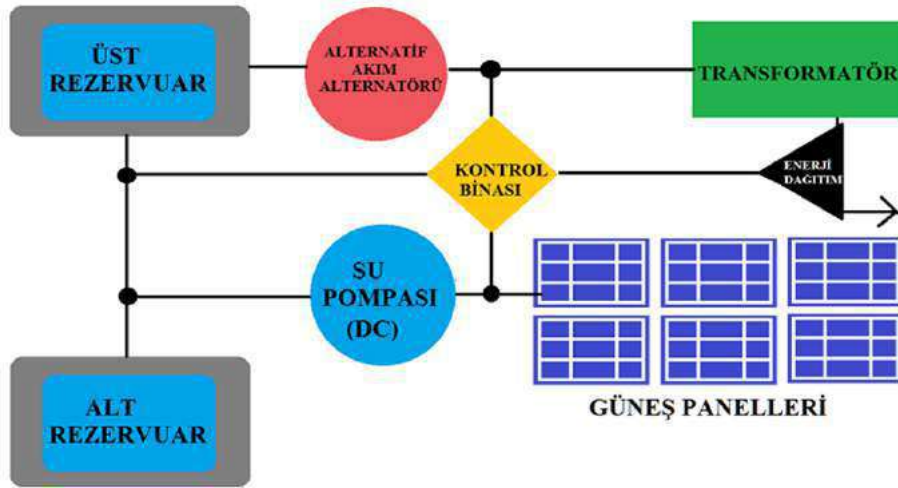 ÜST
REZERVUAR
ALTERNATİF
AKIM
ALTERNATÖRÜ
TRANSFORMATÖR
KONTROL
BİNASI
ENERJİ
DAĞITIM
SU
POMPASI
(DC)
ALT
REZERVUAR
GÜNEŞ PANELLERİ